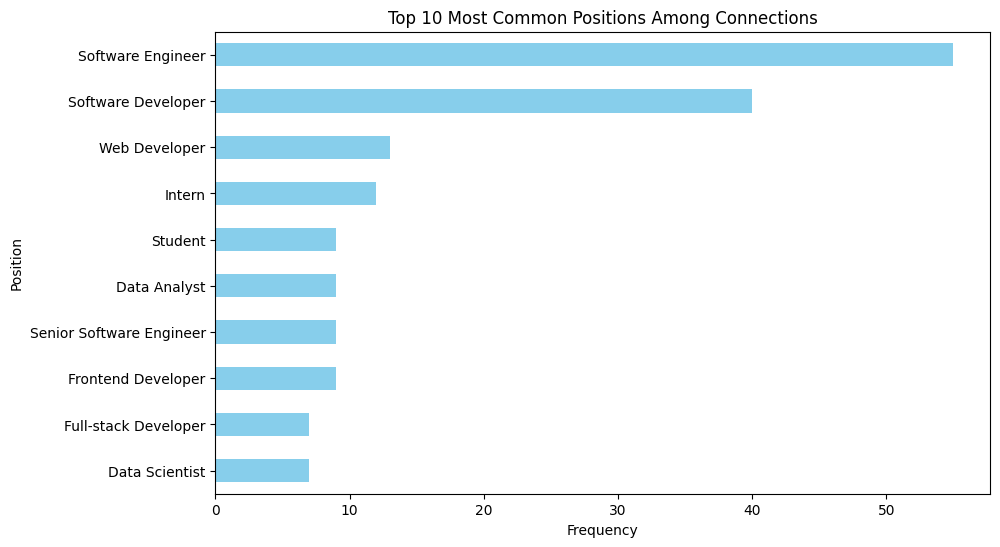 Top 10 Most Common Positions Among Connections
Software Engineer
Software Developer
Web Developer
Intern
Student
Data Analyst
Senior Software Engineer
Frontend Developer
Full-stack Developer
Data Scientist
Position
0 10 20 30 40 50
Frequency